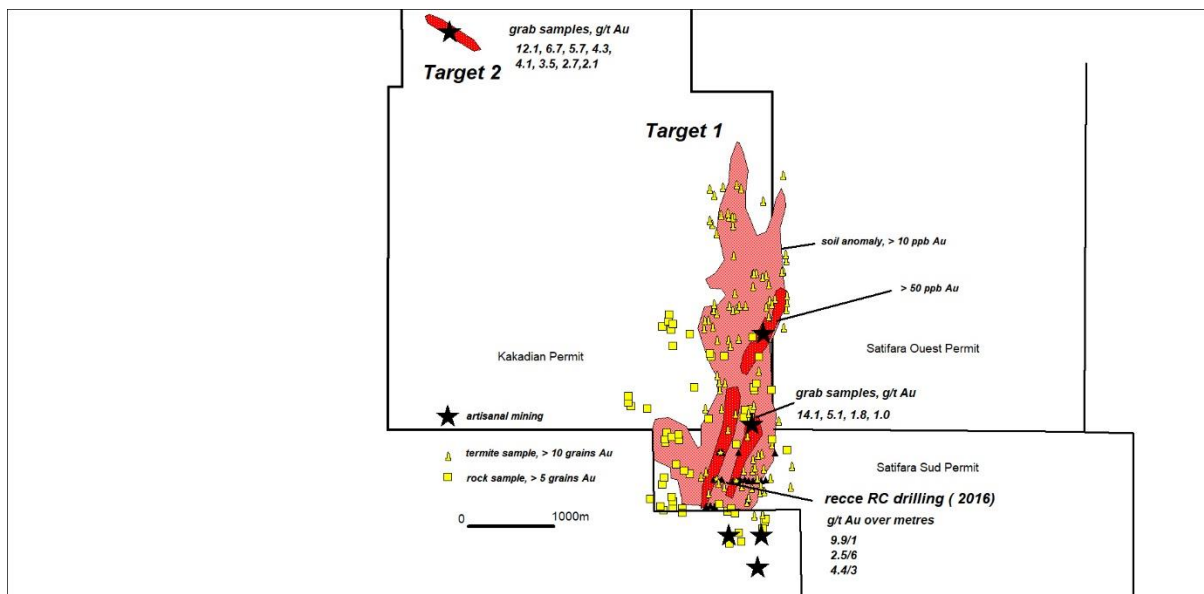 grab samples, g/t Au
12.1, 6.7, 5.7, 4.3,
4.1, 3.5, 2.7,2.1
Target 2
Target 1
soil anomaly, > 10 ppb Au
> 50 ppb Au
Kakadian Permit
Satifara Ouest Permit
grab samples, g/t Au
14.1, 5.1, 1.8, 1.0
artisanal mining
termite sample, > 10 grains Au
rock sample, > 5 grains Au
Satifara Sud Permit
recce RC drilling ( 2016)
g/t Au over metres
9.9/1
2.5/6
4.4/3
0 1000m